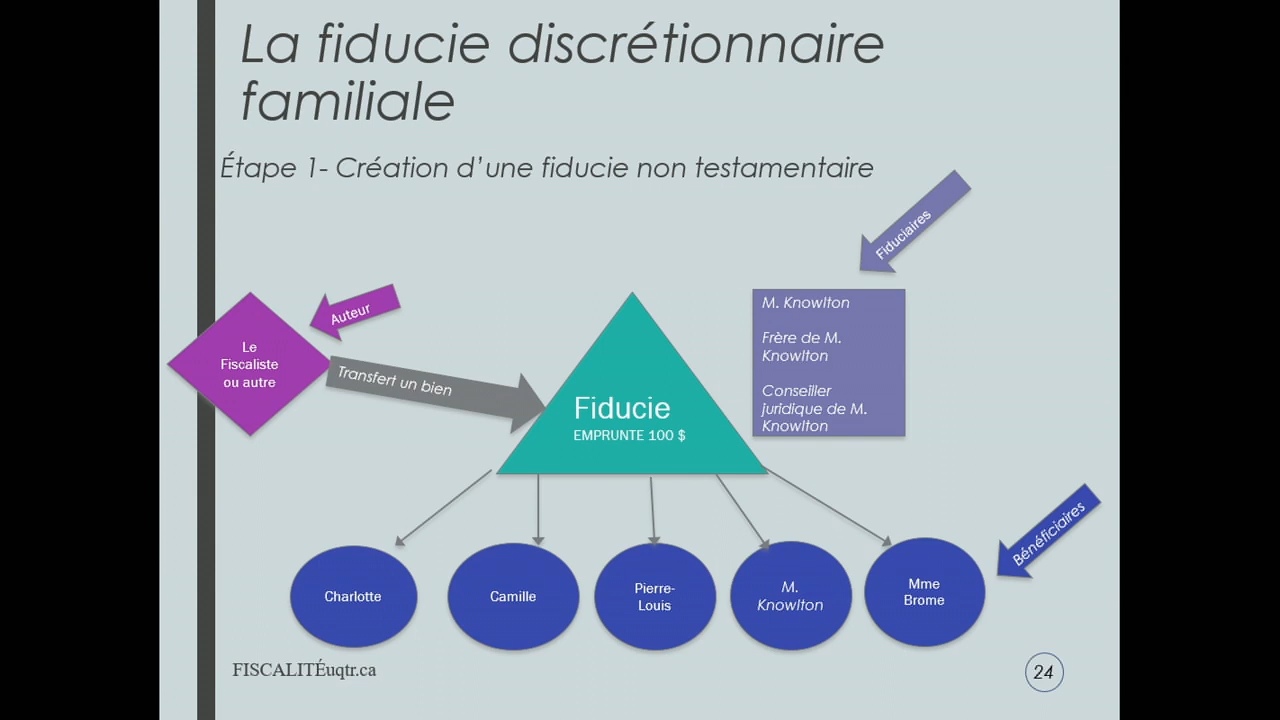 La fiducie discrétionnaire
familiale
Étape 1- Création d’une fiducie non testamentaire
Fiduciaires
Auteur
Le
Fiscaliste
ou autre
Transfert un bien
Fiducie
EMPRUNTE 100 $
M. Knowlton
Frère de M.
Knowlton
Conseiller
juridique de M.
Knowlton
Bénéficiaires
Charlotte
Camille
Pierre-
Louis
M.
Knowlton
Mme
Brome
FISCALITÉuqtr.ca
24